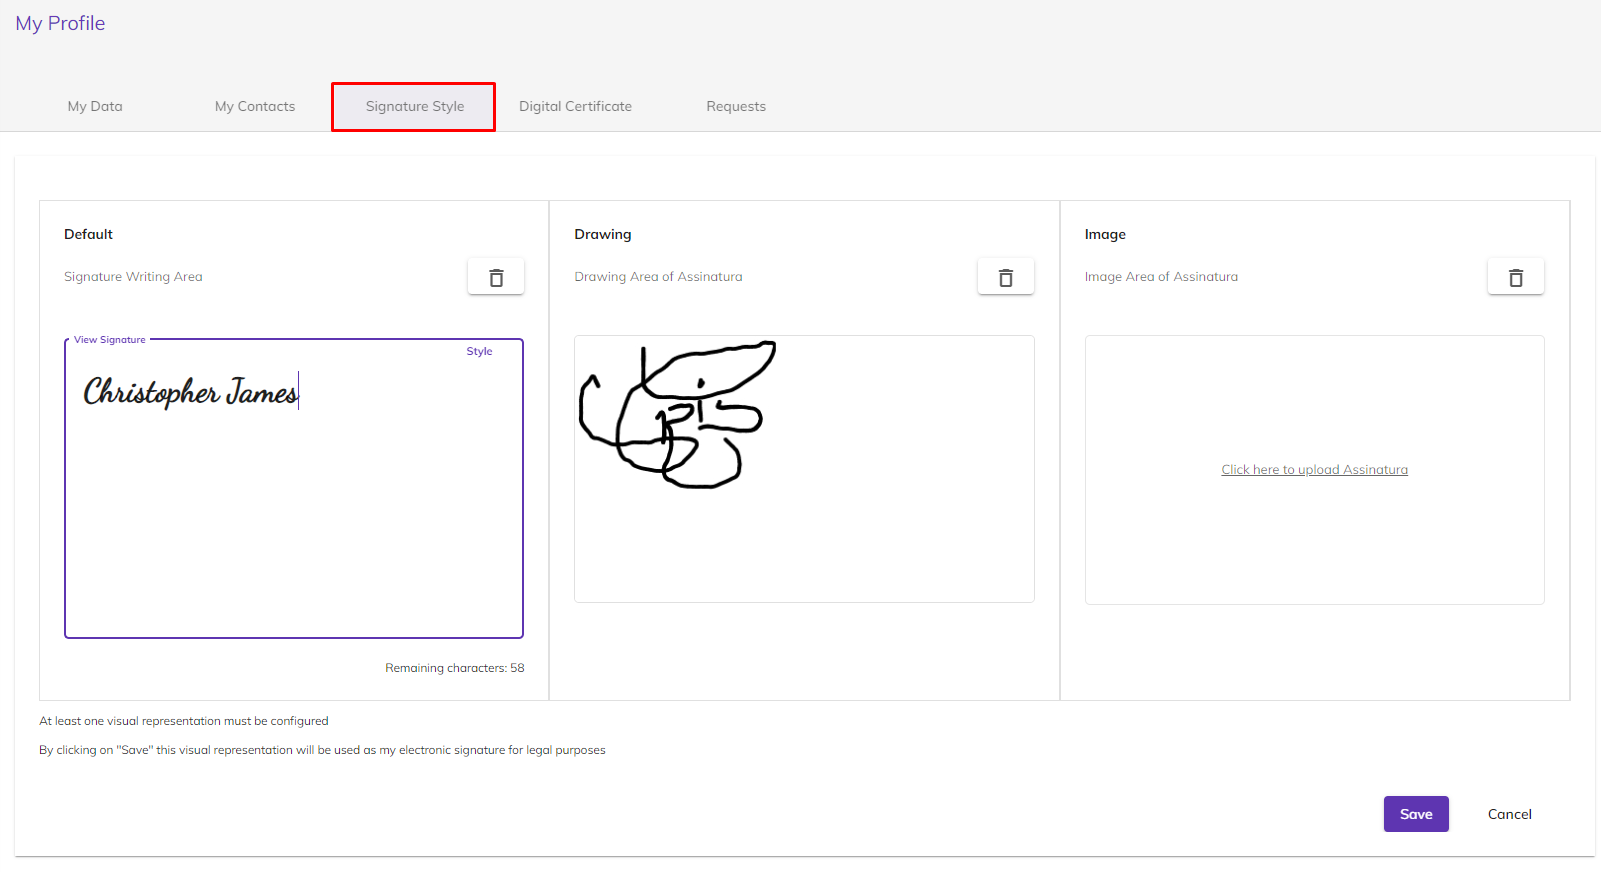 My Profile
My Data
My Contacts
Signature Style
Digital Certificate
Requests
Default
Signature Writing Area
View Signature
Style
Christopher James
Remaining characters: 58
Drawing
Drawing Area of Assinatura
Image
Image Area of Assinatura
Click here to upload Assinatura
At least one visual representation must be configured
By clicking on "Save" this visual representation will be used as my electronic signature for legal purposes
Save
Cancel